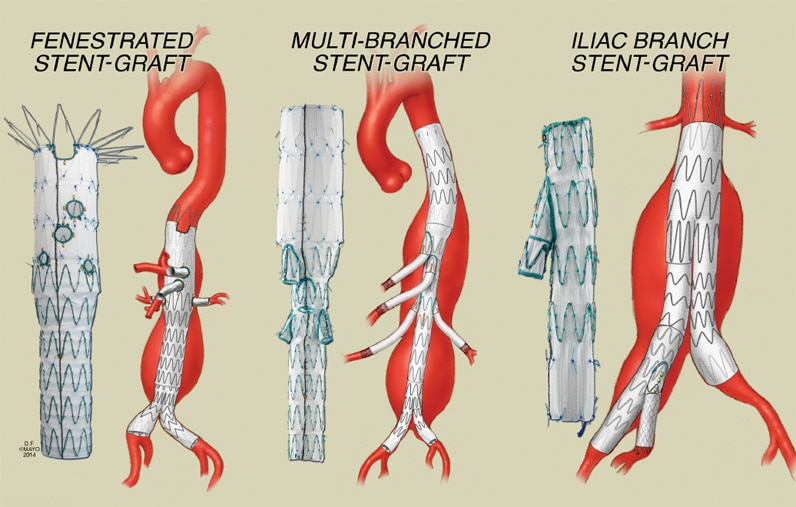 FENESTRATED
STENT-GRAFT
MULTI-BRANCHED
STENT-GRAFT
ILIAC BRANCH
STENT-GRAFT
D.F.
©MAYO
2014